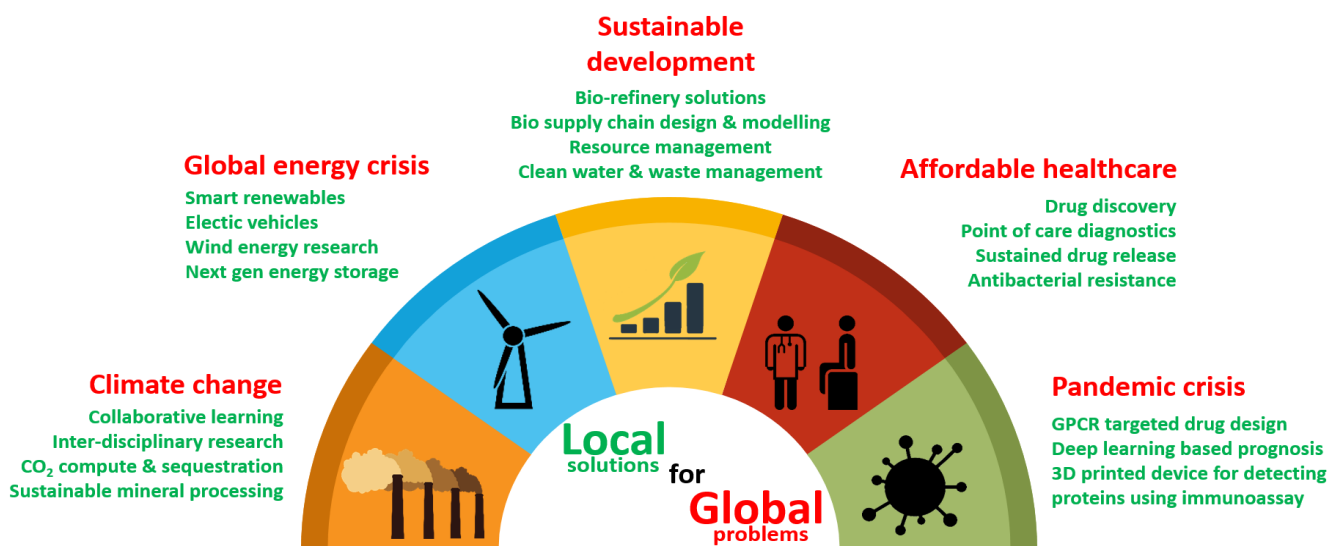 Sustainable
development
Bio-refinery solutions
Bio supply chain design & modelling
Resource management
Clean water & waste management
Global energy crisis
Smart renewables
Electic vehicles
Wind energy research
Next gen energy storage
Affordable healthcare
Drug discovery
Point of care diagnostics
Sustained drug release
Antibacterial resistance
Climate change
Collaborative learning
Inter-disciplinary research
CO₂ compute & sequestration
Sustainable mineral processing
Pandemic crisis
GPCR targeted drug design
Deep learning based prognosis
3D printed device for detecting
proteins using immunoassay
Local
solutions
for
Global
problems